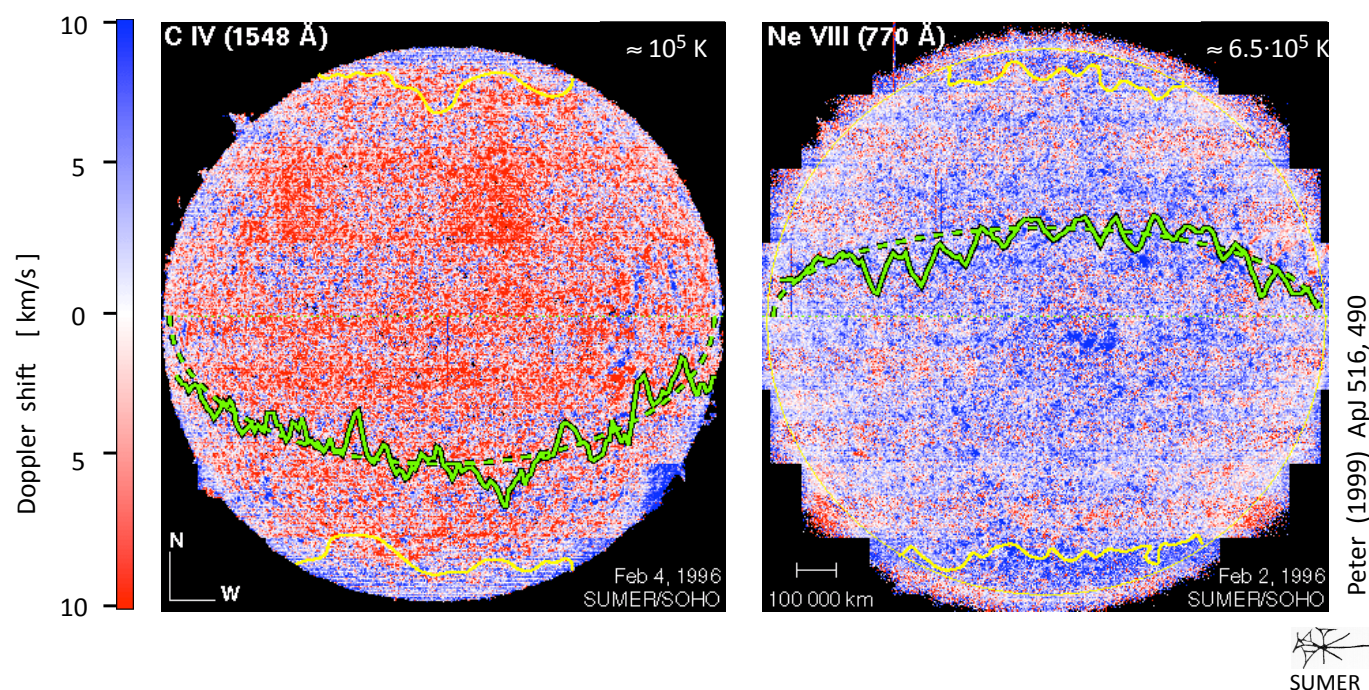 10
5
0
5
10
Doppler shift [ km/s ]
C IV (1548 Å)
≈ 10⁵ K
N
W
Feb 4, 1996
SUMER/SOHO
Ne VIII (770 Å)
≈ 6.5·10⁵ K
100 000 km
Feb 2, 1996
SUMER/SOHO
Peter (1999) ApJ 516, 490
SUMER